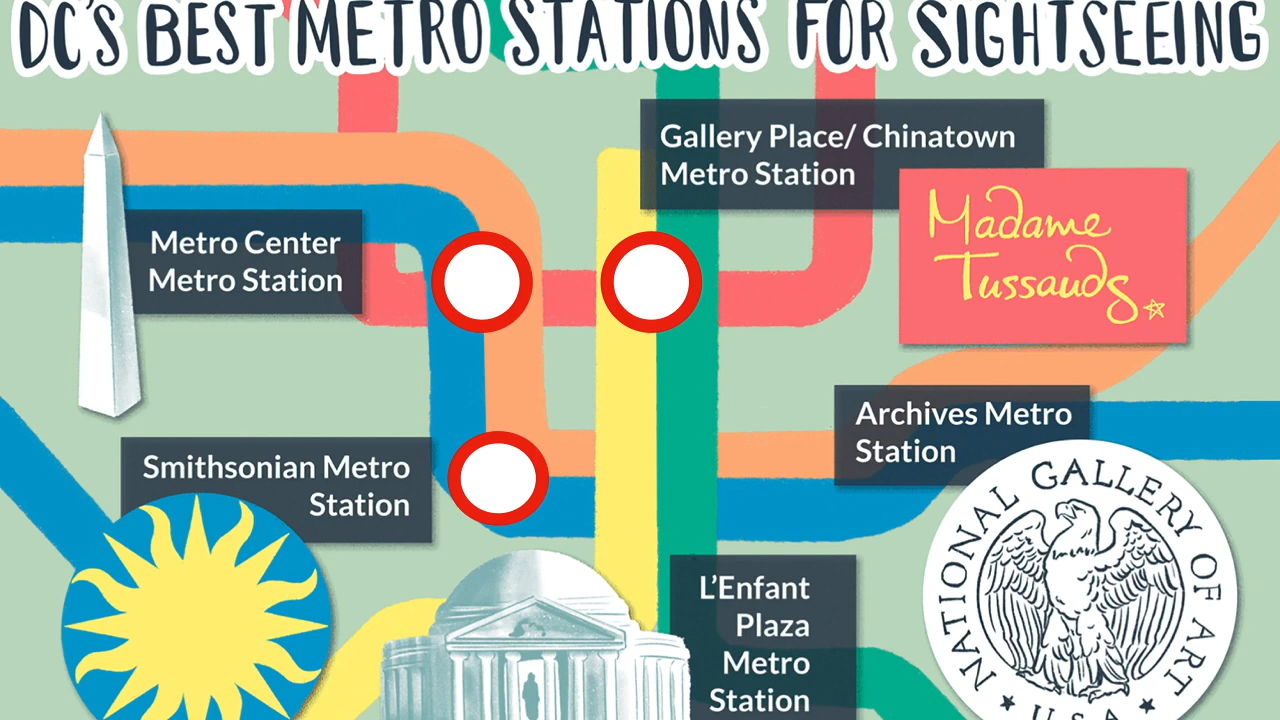 DC'S BEST METRO STATIONS FOR SIGHTSEEING
Gallery Place/ Chinatown
Metro Station
Madame
Tussauds
Metro Center
Metro Station
Archives Metro
Station
Smithsonian Metro
Station
NATIONAL GALLERY OF ART
U.S.A
L'Enfant
Plaza
Metro
Station